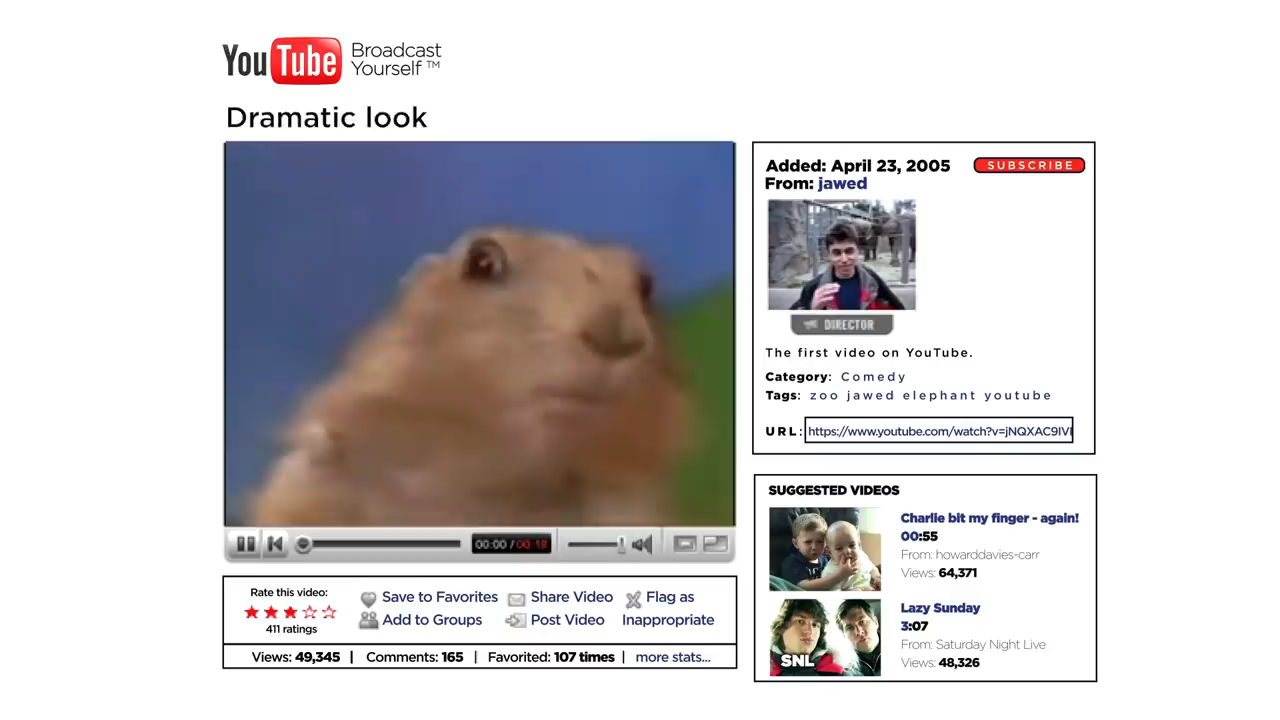 YouTube Broadcast Yourself™
Dramatic look
Added: April 23, 2005
SUBSCRIBE
From: jawed
DIRECTOR
The first video on YouTube.
Category: Comedy
Tags: zoo jawed elephant youtube
URL: https://www.youtube.com/watch?v=jNQXAC9IVI
00:00 / 00:18
Rate this video:
411 ratings
Save to Favorites
Share Video
Flag as Inappropriate
Add to Groups
Post Video
Views: 49,345 | Comments: 165 | Favorited: 107 times | more stats...
SUGGESTED VIDEOS
Charlie bit my finger - again!
00:55
From: howarddavies-carr
Views: 64,371
SNL
Lazy Sunday
3:07
From: Saturday Night Live
Views: 48,326